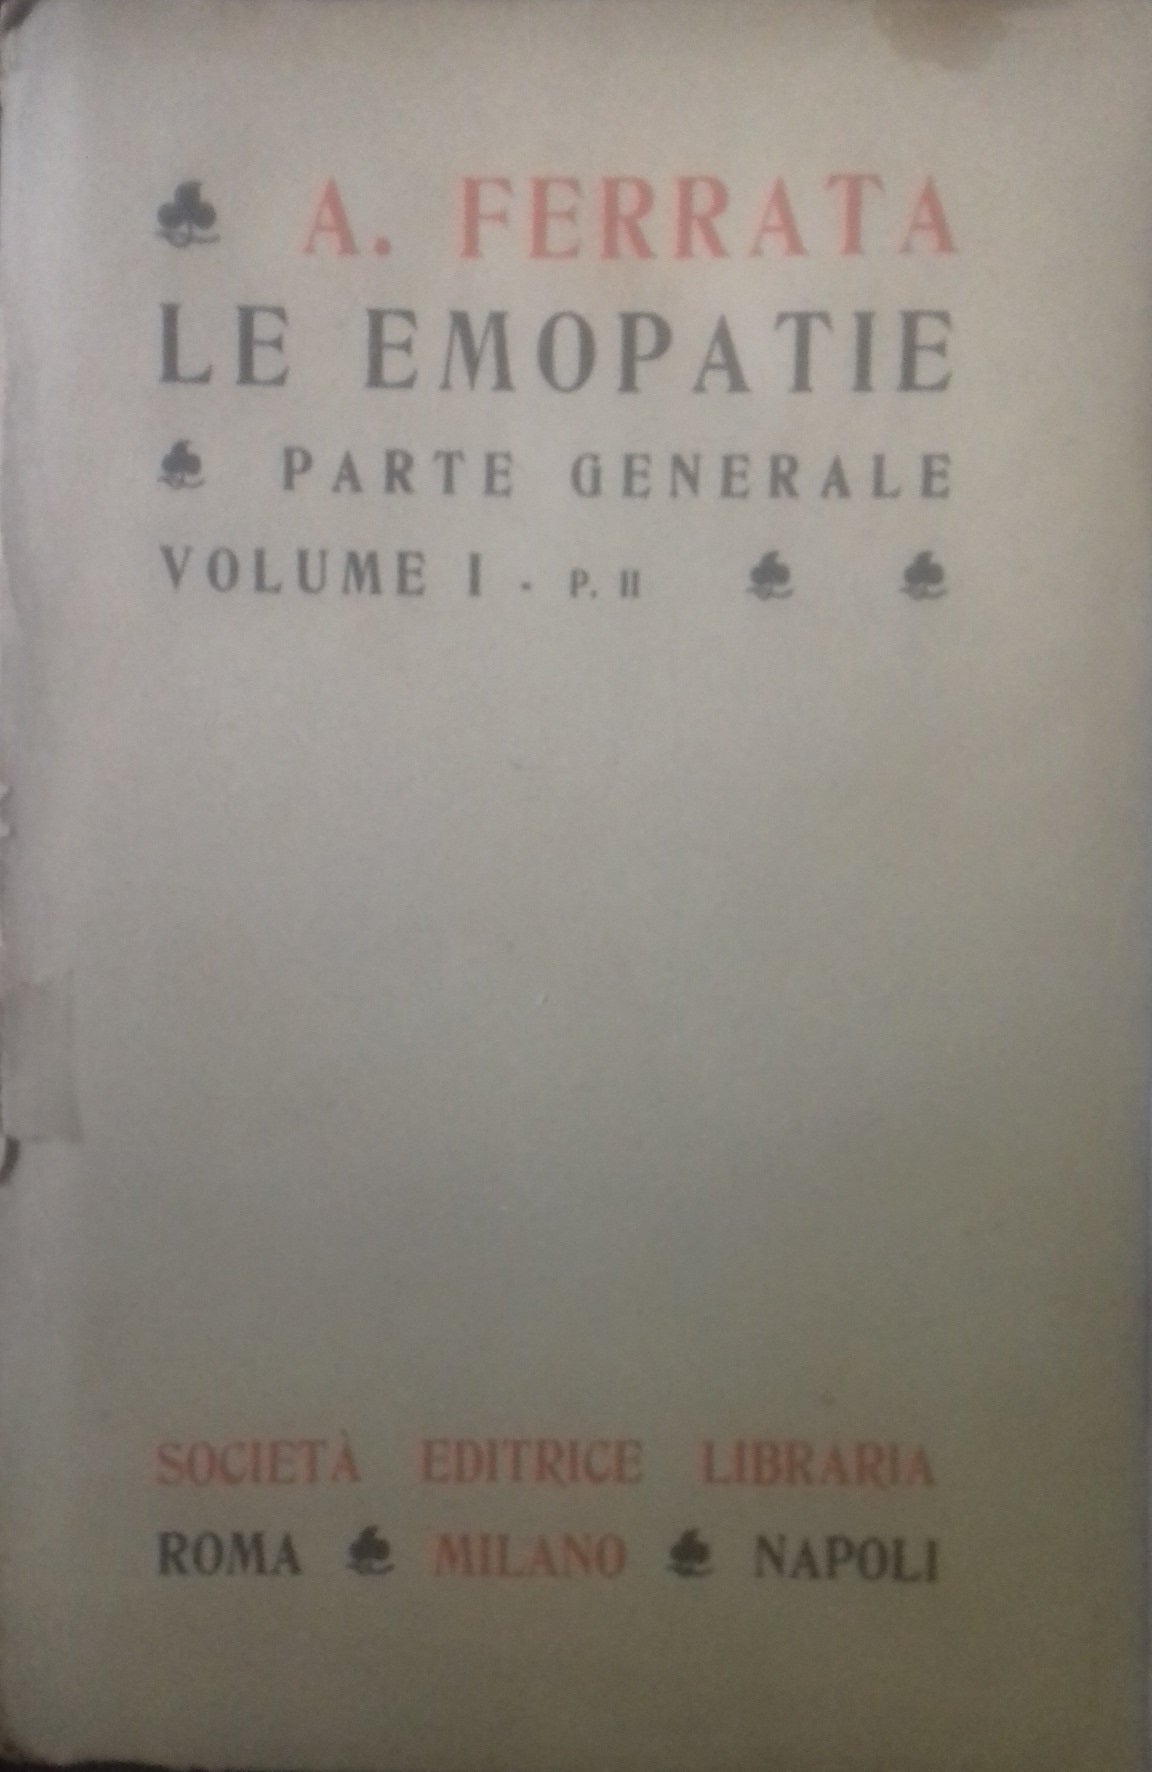 A. FERRATA
LE EMOPATIE
PARTE GENERALE
VOLUME I - P. II
SOCIETÀ EDITRICE LIBRARIA
ROMA MILANO NAPOLI